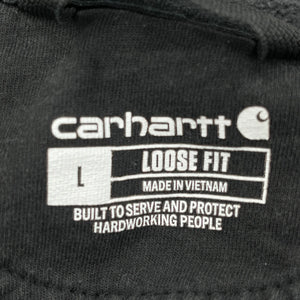 carhartt
L LOOSE FIT
MADE IN VIETNAM
BUILT TO SERVE AND PROTECT
HARDWORKING PEOPLE